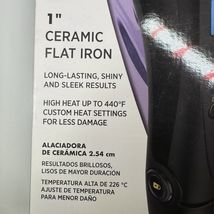 1"
CERAMIC
FLAT IRON
LONG-LASTING, SHINY
AND SLEEK RESULTS
HIGH HEAT UP TO 440°F
CUSTOM HEAT SETTINGS
FOR LESS DAMAGE
ALACIADORA
DE CERÁMICA 2.54 cm
RESULTADOS BRILLOSOS,
LISOS DE MAYOR DURACIÓN
TEMPERATURA ALTA DE 226 °C
AJUSTE DE TEMPERATURA
PARA MENOR DAÑO